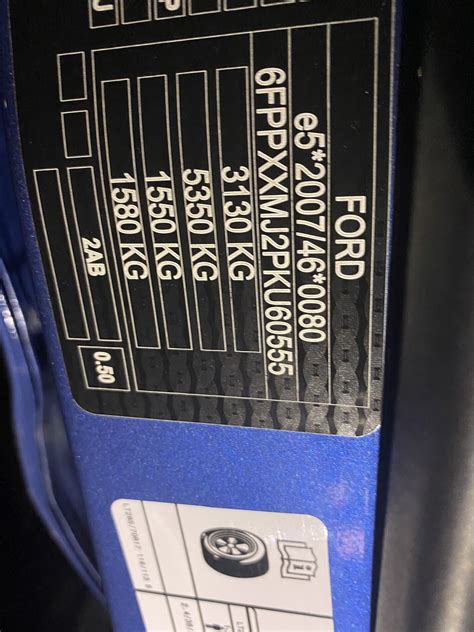 FORD
e5*2007/46*0080
6FPPXXMJ2PKU60555
3130 KG
5350 KG
1550 KG
1580 KG
2AB
0.50